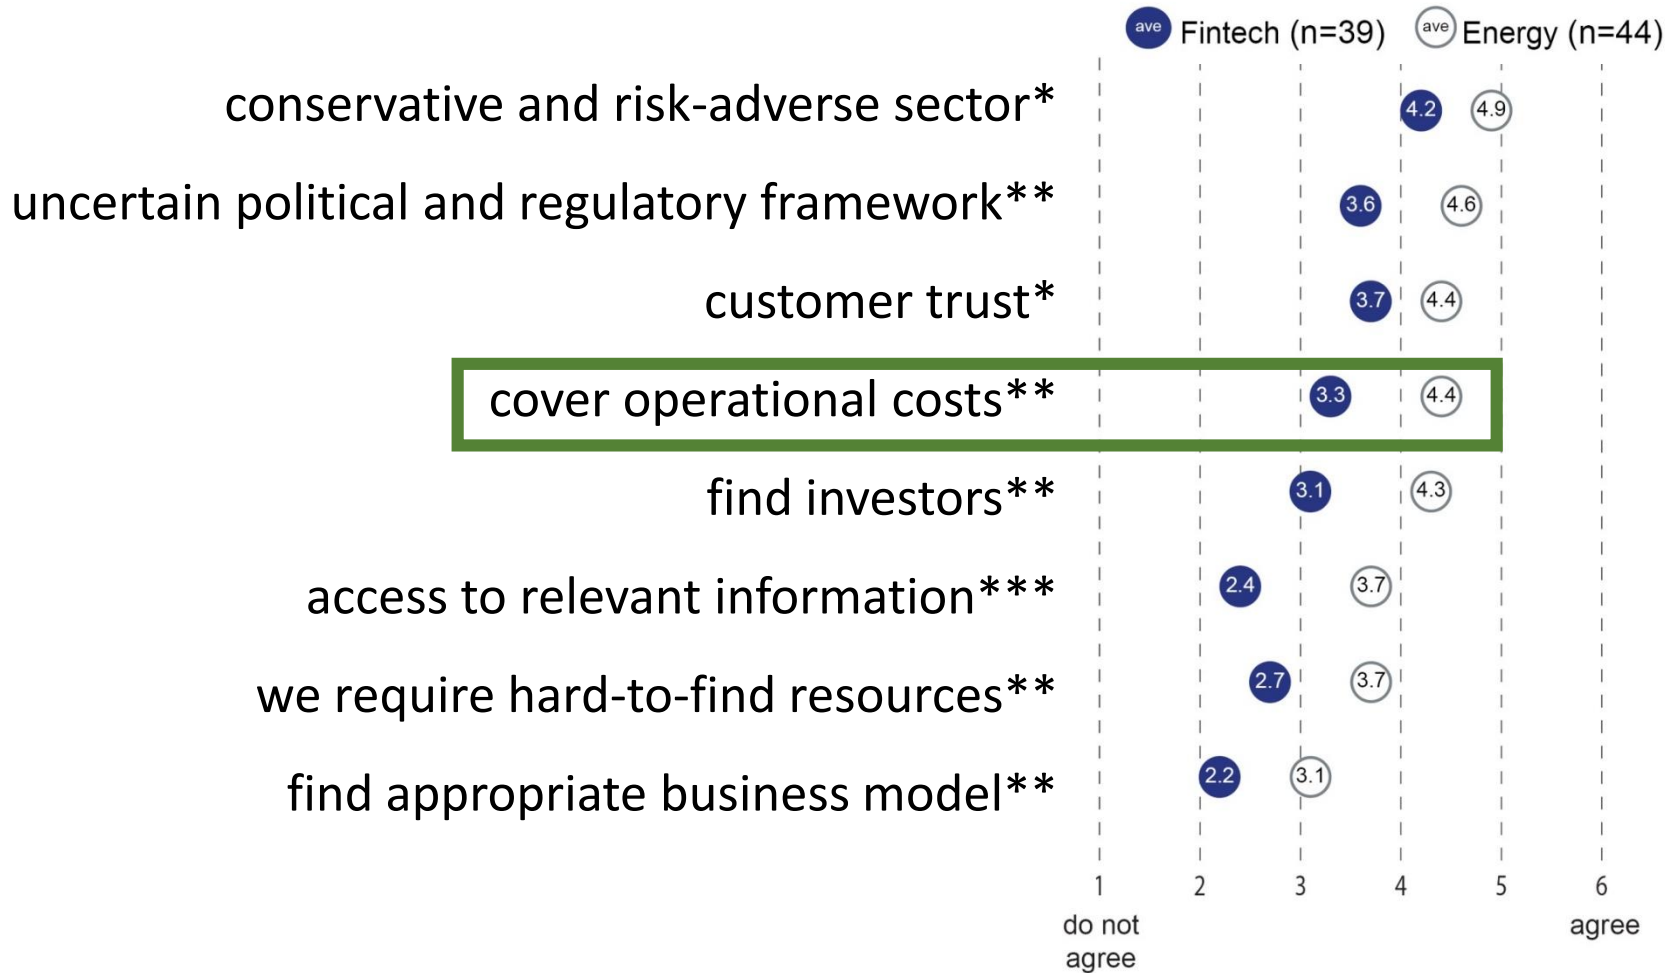 ave Fintech (n=39) ave Energy (n=44)
conservative and risk-adverse sector* 4.2 4.9
uncertain political and regulatory framework** 3.6 4.6
customer trust* 3.7 4.4
cover operational costs** 3.3 4.4
find investors** 3.1 4.3
access to relevant information*** 2.4 3.7
we require hard-to-find resources** 2.7 3.7
find appropriate business model** 2.2 3.1
1 2 3 4 5 6
do not agree
agree